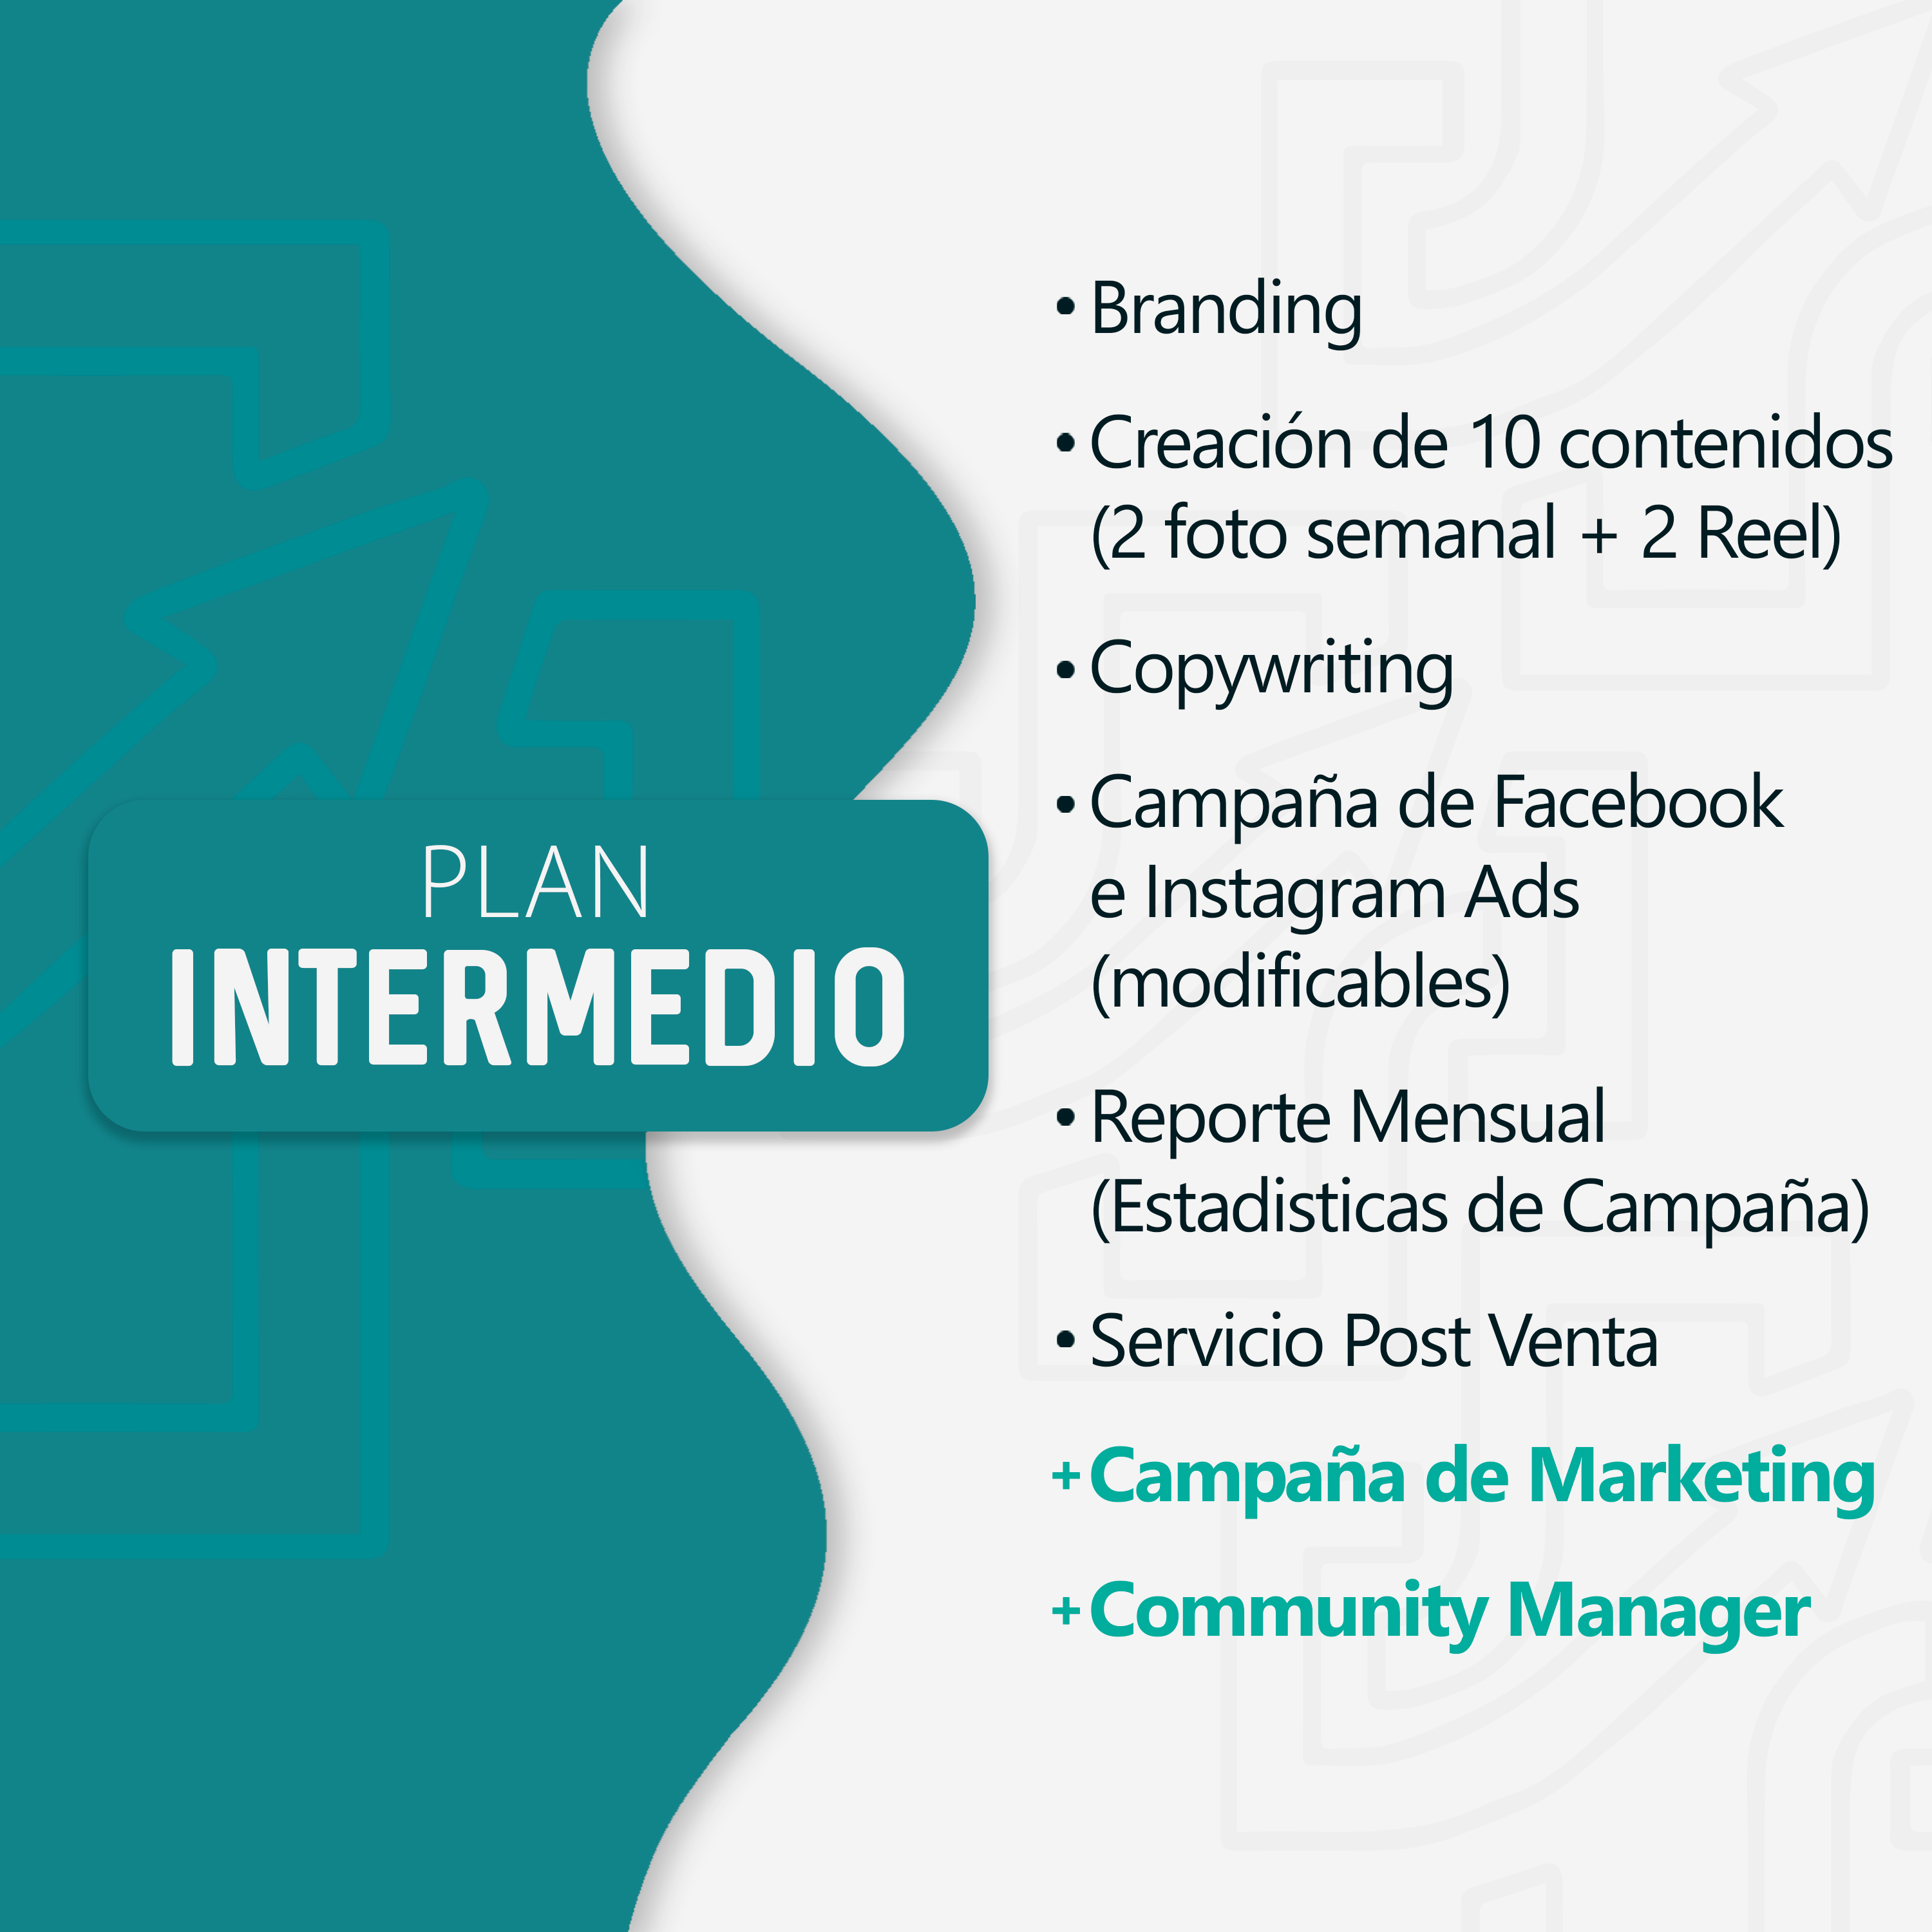 PLAN
INTERMEDIO
• Branding
• Creación de 10 contenidos
(2 foto semanal + 2 Reel)
• Copywriting
• Campaña de Facebook
e Instagram Ads
(modificables)
• Reporte Mensual
(Estadisticas de Campaña)
• Servicio Post Venta
+ Campaña de Marketing
+ Community Manager